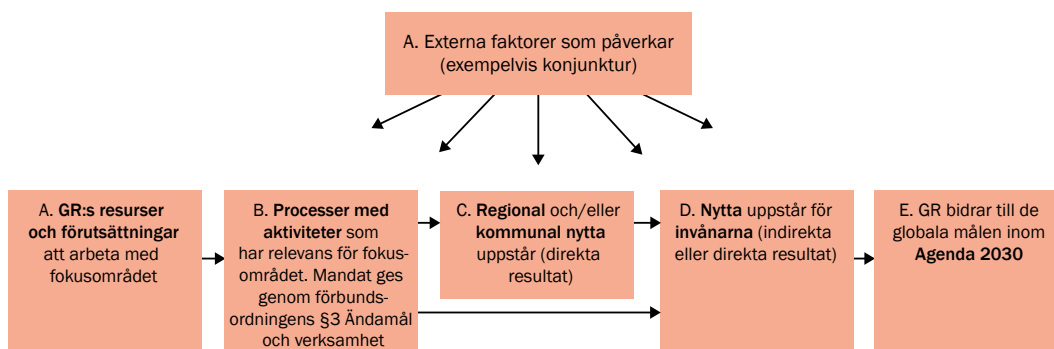 A. Externa faktorer som påverkar
(exempelvis konjunktur)
A. GR:s resurser
och förutsättningar
att arbeta med
fokusområdet
B. Processer med
aktiviteter som
har relevans för fokus-
området. Mandat ges
genom förbunds-
ordningens §3 Ändamål
och verksamhet
C. Regional och/eller
kommunal nytta
uppstår (direkta
resultat)
D. Nytta uppstår för
invånarna (indirekta
eller direkta resultat)
E. GR bidrar till de
globala målen inom
Agenda 2030